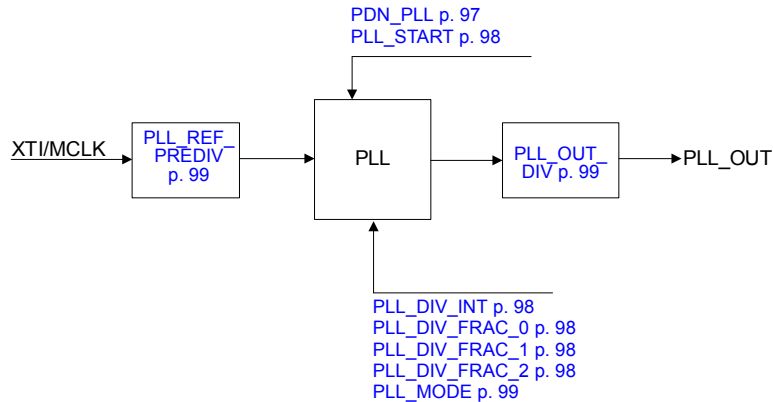 PDN_PLL p. 97
PLL_START p. 98
XTI/MCLK
PLL_REF_
PREDIV
p. 99
PLL
PLL_OUT_
DIV p. 99
PLL_OUT
PLL_DIV_INT p. 98
PLL_DIV_FRAC_0 p. 98
PLL_DIV_FRAC_1 p. 98
PLL_DIV_FRAC_2 p. 98
PLL_MODE p. 99